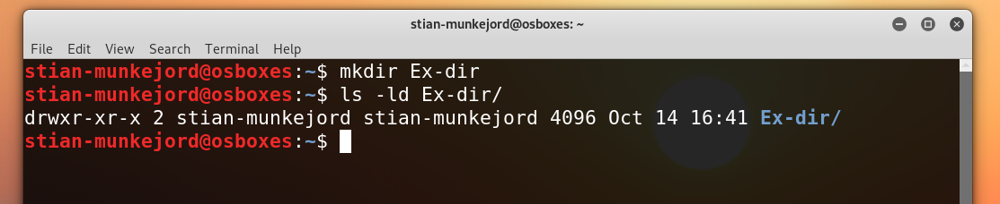 stian-munkejord@osboxes: ~
File Edit View Search Terminal Help
stian-munkejord@osboxes:~$ mkdir Ex-dir
stian-munkejord@osboxes:~$ ls -ld Ex-dir/
drwxr-xr-x 2 stian-munkejord stian-munkejord 4096 Oct 14 16:41 Ex-dir/
stian-munkejord@osboxes:~$